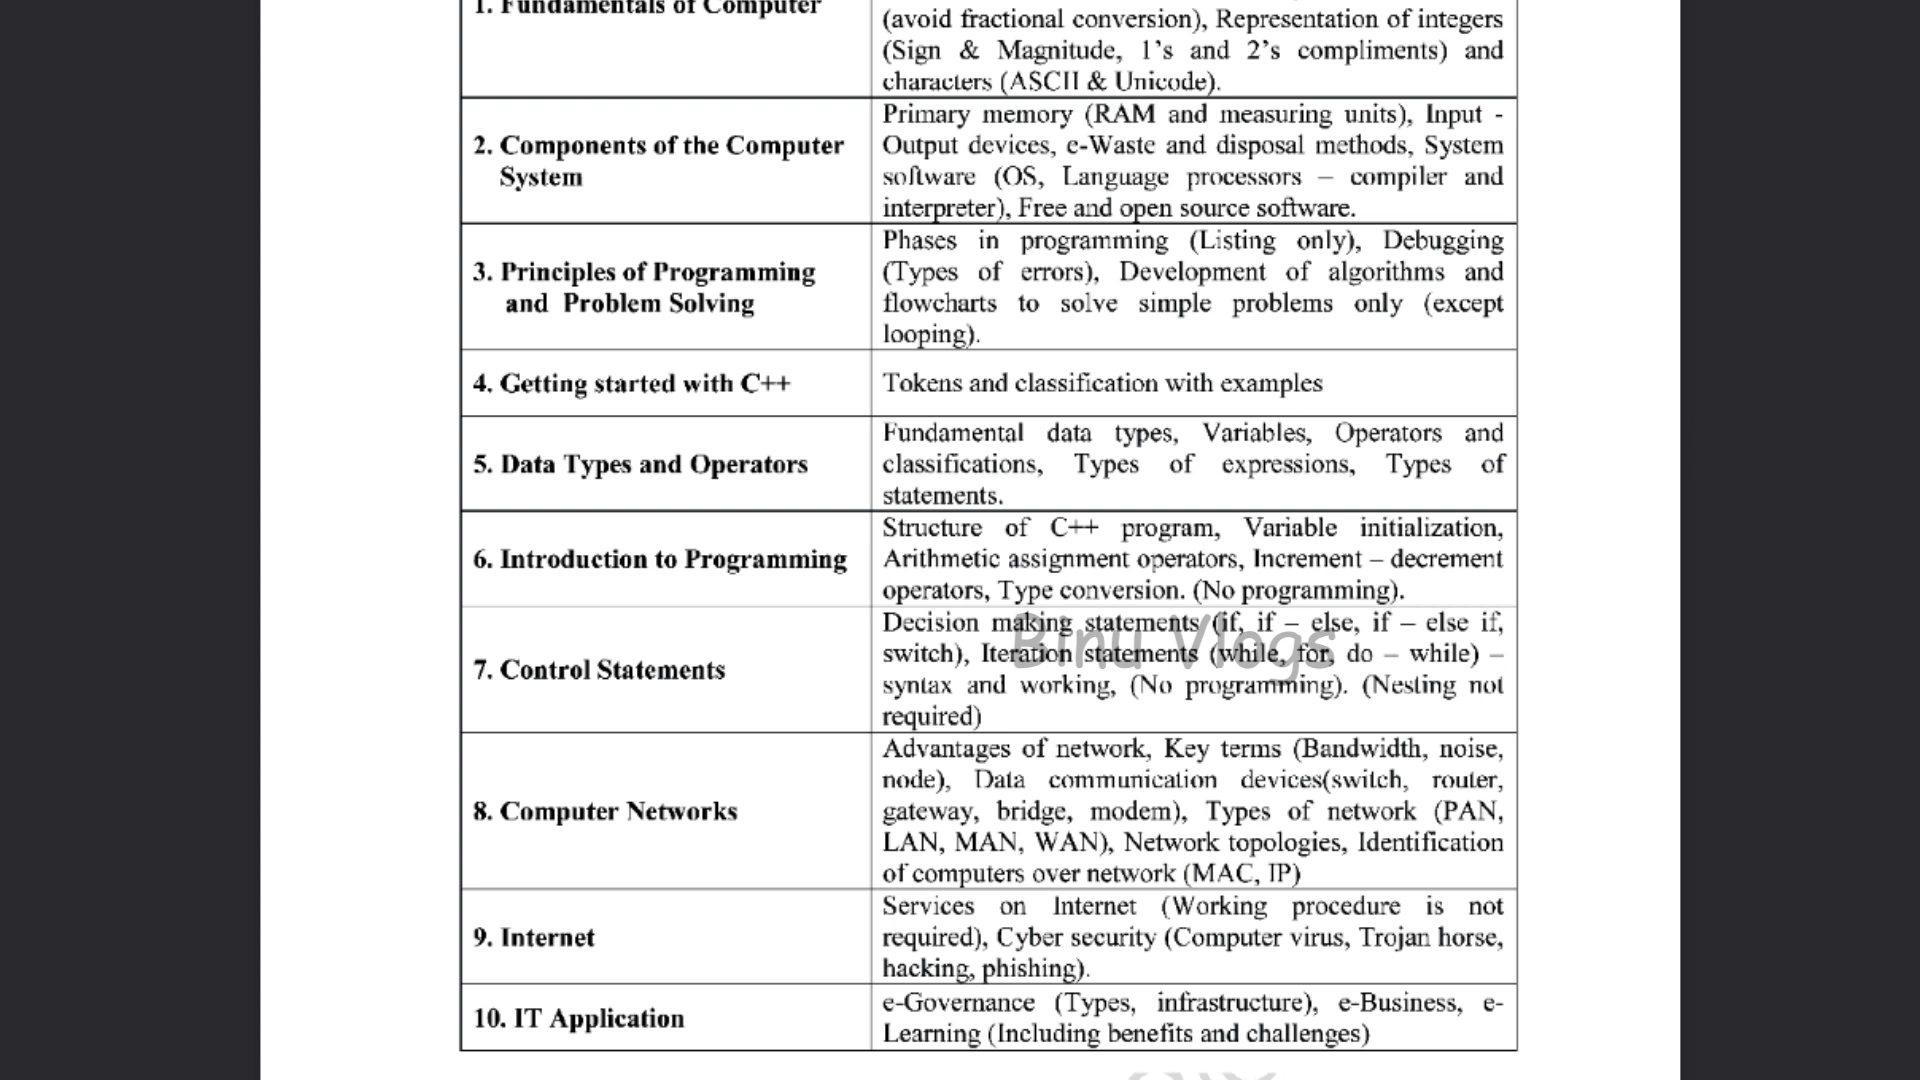 1. Fundamentals of Computer
(avoid fractional conversion), Representation of integers
(Sign & Magnitude, 1’s and 2’s compliments) and
characters (ASCII & Unicode).
2. Components of the Computer
System
Primary memory (RAM and measuring units), Input -
Output devices, e-Waste and disposal methods, System
software (OS, Language processors – compiler and
interpreter), Free and open source software.
3. Principles of Programming
and Problem Solving
Phases in programming (Listing only), Debugging
(Types of errors), Development of algorithms and
flowcharts to solve simple problems only (except
looping).
4. Getting started with C++
Tokens and classification with examples
5. Data Types and Operators
Fundamental data types, Variables, Operators and
classifications, Types of expressions, Types of
statements.
6. Introduction to Programming
Structure of C++ program, Variable initialization,
Arithmetic assignment operators, Increment – decrement
operators, Type conversion. (No programming).
7. Control Statements
Decision making statements (if, if – else, if – else if,
switch), Iteration statements (while, for, do – while) –
syntax and working, (No programming). (Nesting not
required)
Binu Vlogs
8. Computer Networks
Advantages of network, Key terms (Bandwidth, noise,
node), Data communication devices(switch, router,
gateway, bridge, modem), Types of network (PAN,
LAN, MAN, WAN), Network topologies, Identification
of computers over network (MAC, IP)
9. Internet
Services on Internet (Working procedure is not
required), Cyber security (Computer virus, Trojan horse,
hacking, phishing).
10. IT Application
e-Governance (Types, infrastructure), e-Business, e-
Learning (Including benefits and challenges)